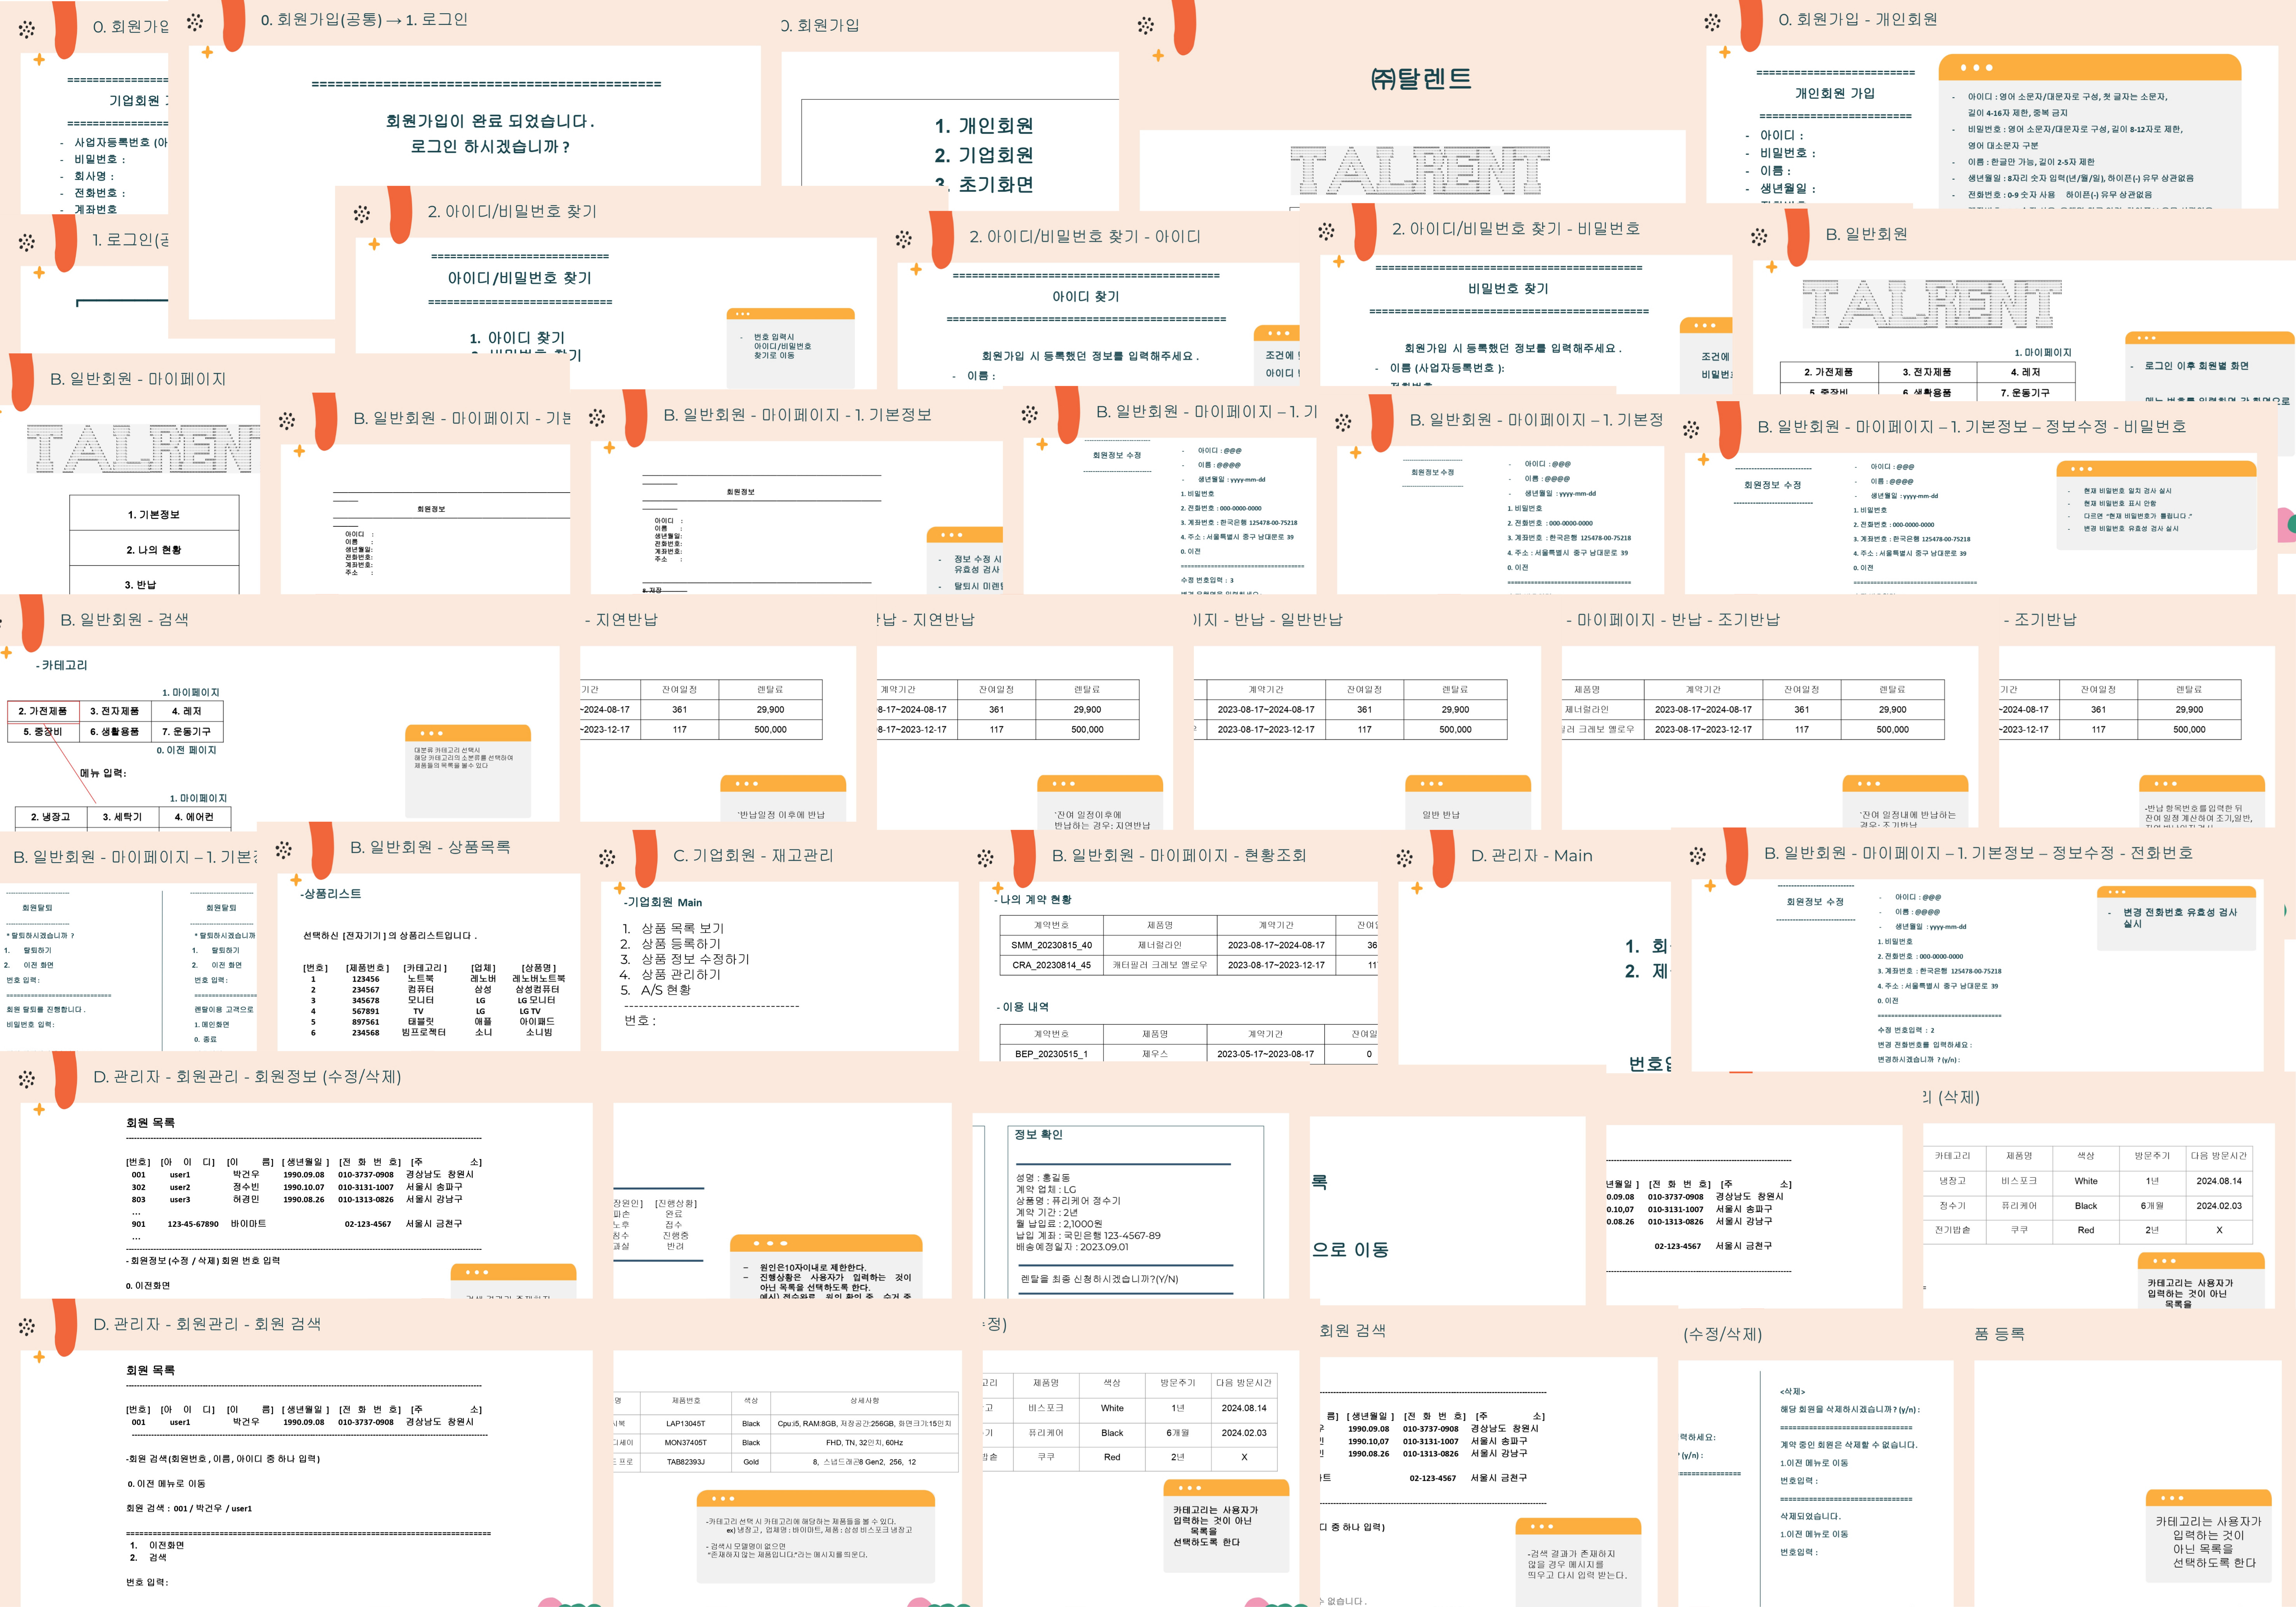 0. 회원가입
================
기업회원
================
- 사업자등록번호 (아
- 비밀번호 :
- 회사명 :
- 전화번호 :
- 계좌번호
0. 회원가입(공통) → 1. 로그인
회원가입이 완료 되었습니다.
로그인 하시겠습니까 ?
0. 회원가입
1. 개인회원
2. 기업회원
3. 초기화면
㈜탈렌트
TALRENT
0. 회원가입 - 개인회원
개인회원 가입
- 아이디 :
- 비밀번호 :
- 이름 :
- 생년월일 :
- 아이디 : 영어 소문자/대문자로 구성, 첫 글자는 소문자,
길이 4-16자 제한, 중복 금지
- 비밀번호 : 영어 소문자/대문자로 구성, 길이 8-12자로 제한,
영어 대소문자 구분
- 이름 : 한글만 가능, 길이 2-5자 제한
- 생년월일 : 8자리 숫자 입력(년/월/일), 하이픈(-) 유무 상관없음
- 전화번호 : 0-9 숫자 사용 하이픈(-) 유무 상관없음
1. 로그인(공
2. 아이디/비밀번호 찾기
아이디/비밀번호 찾기
1. 아이디 찾기
- 번호 입력시
아이디/비밀번호
찾기로 이동
2. 아이디/비밀번호 찾기 - 아이디
아이디 찾기
회원가입 시 등록했던 정보를 입력해주세요 .
- 이름 :
조건에
아이디
2. 아이디/비밀번호 찾기 - 비밀번호
비밀번호 찾기
회원가입 시 등록했던 정보를 입력해주세요 .
- 이름 (사업자등록번호 ):
조건에
비밀번
B. 일반회원
TALRENT
1. 마이페이지
2. 가전제품 3. 전자제품 4. 레저
5. 중장비 6. 생활용품 7. 운동기구
- 로그인 이후 회원별 화면
B. 일반회원 - 마이페이지
TALREN
1. 기본정보
2. 나의 현황
3. 반납
B. 일반회원 - 마이페이지 - 기본
회원정보
아이디 :
이름 :
생년월일:
전화번호:
계좌번호:
주소 :
B. 일반회원 - 마이페이지 - 1. 기본정보
회원정보
아이디 :
이름 :
생년월일:
전화번호:
계좌번호:
주소 :
- 정보 수정 시
유효성 검사
- 탈퇴시 미렌탈
B. 일반회원 - 마이페이지 – 1. 기
회원정보 수정
- 아이디 : @@@
- 이름 : @@@@
- 생년월일 : yyyy-mm-dd
1. 비밀번호
2. 전화번호 : 000-0000-0000
3. 계좌번호 : 한국은행 125478-00-75218
4. 주소 : 서울특별시 중구 남대문로 39
0. 이전
수정 번호입력 : 3
B. 일반회원 - 마이페이지 – 1. 기본정
회원정보 수정
- 아이디 : @@@
- 이름 : @@@@
- 생년월일 : yyyy-mm-dd
1. 비밀번호
2. 전화번호 : 000-0000-0000
3. 계좌번호 : 한국은행 125478-00-75218
4. 주소 : 서울특별시 중구 남대문로 39
0. 이전
B. 일반회원 - 마이페이지 – 1. 기본정보 – 정보수정 - 비밀번호
회원정보 수정
- 아이디 : @@@
- 이름 : @@@@
- 생년월일 : yyyy-mm-dd
1. 비밀번호
2. 전화번호 : 000-0000-0000
3. 계좌번호 : 한국은행 125478-00-75218
4. 주소 : 서울특별시 중구 남대문로 39
0. 이전
- 현재 비밀번호 일치 검사 실시
- 현재 비밀번호 표시 안함
- 다르면 "현재 비밀번호가 틀립니다 ."
- 변경 비밀번호 유효성 검사 실시
B. 일반회원 - 검색
- 카테고리
1. 마이페이지
2. 가전제품 3. 전자제품 4. 레저
5. 중장비 6. 생활용품 7. 운동기구
0. 이전 페이지
메뉴 입력:
1. 마이페이지
2. 냉장고 3. 세탁기 4. 에어컨
대분류 카테고리 선택시
해당 카테고리의 소분류를 선택하여
제품들의 목록을 볼수 있다
- 지연반납
기간 잔여일정 렌탈료
~2024-08-17 361 29,900
~2023-12-17 117 500,000
'반납일정 이후에 반납
반납 - 지연반납
계약기간 잔여일정 렌탈료
8-17~2024-08-17 361 29,900
8-17~2023-12-17 117 500,000
'잔여 일정이후에
반납하는 경우: 지연반납
이지 - 반납 - 일반반납
계약기간 잔여일정 렌탈료
2023-08-17~2024-08-17 361 29,900
2023-08-17~2023-12-17 117 500,000
일반 반납
- 마이페이지 - 반납 - 조기반납
제품명 계약기간 잔여일정 렌탈료
제너럴라인 2023-08-17~2024-08-17 361 29,900
필러 크레보 옐로우 2023-08-17~2023-12-17 117 500,000
'잔여 일정내에 반납하는
경우: 조기반납
- 조기반납
기간 잔여일정 렌탈료
~2024-08-17 361 29,900
~2023-12-17 117 500,000
-반납 항목번호를 입력한 뒤
잔여 일정 계산하여 조기,일반,
B. 일반회원 - 마이페이지 – 1. 기본정
회원탈퇴
* 탈퇴하시겠습니까 ?
1. 탈퇴하기
2. 이전 화면
번호 입력 :
회원 탈퇴를 진행합니다 .
비밀번호 입력:
회원탈퇴
* 탈퇴하시겠습니까
1. 탈퇴하기
2. 이전 화면
번호 입력 :
렌탈이용 고객으로
1. 메인화면
0. 종료
B. 일반회원 - 상품목록
-상품리스트
선택하신 [전자기기] 의 상품리스트입니다 .
[번호] [제품번호] [카테고리] [업체] [상품명]
1 123456 노트북 레노버 레노버노트북
2 234567 컴퓨터 삼성 삼성컴퓨터
3 345678 모니터 LG LG 모니터
4 567891 TV LG LG TV
5 897561 태블릿 애플 아이패드
6 234568 빔프로젝터 소니 소니빔
C. 기업회원 - 재고관리
-기업회원 Main
1. 상품 목록 보기
2. 상품 등록하기
3. 상품 정보 수정하기
4. 상품 관리하기
5. A/S 현황
번호 :
B. 일반회원 - 마이페이지 - 현황조회
- 나의 계약 현황
계약번호 제품명 계약기간 잔여일
SMM_20230815_40 제너럴라인 2023-08-17~2024-08-17 36
CRA_20230814_45 캐터필러 크레보 옐로우 2023-08-17~2023-12-17 11
- 이용 내역
계약번호 제품명 계약기간 잔여일
BEP_20230515_1 제우스 2023-05-17~2023-08-17 0
D. 관리자 - Main
1. 회
2. 제
번호입
B. 일반회원 - 마이페이지 – 1. 기본정보 – 정보수정 - 전화번호
회원정보 수정
- 아이디 : @@@
- 이름 : @@@@
- 생년월일 : yyyy-mm-dd
1. 비밀번호
2. 전화번호 : 000-0000-0000
3. 계좌번호 : 한국은행 125478-00-75218
4. 주소 : 서울특별시 중구 남대문로 39
0. 이전
수정 번호입력 : 2
변경 전화번호를 입력하세요 :
변경하시겠습니까 ? (y/n) :
- 변경 전화번호 유효성 검사
실시
D. 관리자 - 회원관리 - 회원정보 (수정/삭제)
회원 목록
[번호] [아 이 디] [이 름] [생년월일] [전 화 번 호] [주 소]
001 user1 박건우 1990.09.08 010-3737-0908 경상남도 창원시
302 user2 정수빈 1990.10.07 010-3131-1007 서울시 송파구
803 user3 허경민 1990.08.26 010-1313-0826 서울시 강남구
...
901 123-45-67890 바이마트 02-123-4567 서울시 금천구
...
- 회원정보 (수정 / 삭제) 회원 번호 입력
0. 이전화면
장원인] [진행상황]
파손 완료
노후 접수
침수 진행중
과실 반려
– 원인은10자이내로 제한한다.
– 진행상황은 사용자가 입력하는 것이
아닌 목록을 선택하도록 한다.
정보 확인
성명 : 홍길동
계약 업체 : LG
상품명 : 퓨리케어 정수기
계약 기간 : 2년
월 납입료 : 2,1000원
납입 계좌 : 국민은행 123-4567-89
배송예정일자 : 2023.09.01
렌탈을 최종 신청하시겠습니까?(Y/N)
록
으로 이동
년월일] [전 화 번 호] [주 소]
0.09.08 010-3737-0908 경상남도 창원시
0.10,07 010-3131-1007 서울시 송파구
0.08.26 010-1313-0826 서울시 강남구
02-123-4567 서울시 금천구
리 (삭제)
카테고리 제품명 색상 방문주기 다음 방문시간
냉장고 비스포크 White 1년 2024.08.14
정수기 퓨리케어 Black 6개월 2024.02.03
전기밥솥 쿠쿠 Red 2년 X
카테고리는 사용자가
입력하는 것이 아닌
목록을
D. 관리자 - 회원관리 - 회원 검색
회원 목록
[번호] [아 이 디] [이 름] [생년월일] [전 화 번 호] [주 소]
001 user1 박건우 1990.09.08 010-3737-0908 경상남도 창원시
-회원 검색(회원번호 , 이름, 아이디 중 하나 입력)
0. 이전 메뉴로 이동
회원 검색 : 001 / 박건우 / user1
1. 이전화면
2. 검색
번호 입력 :
명 제품번호 색상 상세사항
시북 LAP13045T Black Cpu:i5, RAM:8GB, 저장공간:256GB, 화면크기:15인치
디세이 MON37405T Black FHD, TN, 32인치, 60Hz
프로 TAB82393J Gold 8, 스냅드래곤8 Gen2, 256, 12
-카테고리 선택 시 카테고리에 해당하는 제품들을 볼 수 있다.
ex) 냉장고, 업체명 : 바이마트, 제품 : 삼성 비스포크 냉장고
- 검색시 모델명이 없으면
"존재하지 않는 제품입니다."라는 메시지를 띄운다.
정)
고리 제품명 색상 방문주기 다음 방문시간
고 비스포크 White 1년 2024.08.14
기 퓨리케어 Black 6개월 2024.02.03
밥솥 쿠쿠 Red 2년 X
카테고리는 사용자가
입력하는 것이 아닌
목록을
선택하도록 한다
회원 검색
름] [생년월일] [전 화 번 호] [주 소]
1990.09.08 010-3737-0908 경상남도 창원시
1990.10,07 010-3131-1007 서울시 송파구
1990.08.26 010-1313-0826 서울시 강남구
트 02-123-4567 서울시 금천구
디 중 하나 입력)
수 없습니다 .
-검색 결과가 존재하지
않을 경우 메시지를
띄우고 다시 입력 받는다.
(수정/삭제)
력하세요:
(y/n) :
<삭제>
해당 회원을 삭제하시겠습니까? (y/n) :
계약 중인 회원은 삭제할 수 없습니다.
1.이전 메뉴로 이동
번호입력 :
삭제되었습니다.
1.이전 메뉴로 이동
번호입력 :
품 등록
카테고리는 사용자가
입력하는 것이
아닌 목록을
선택하도록 한다